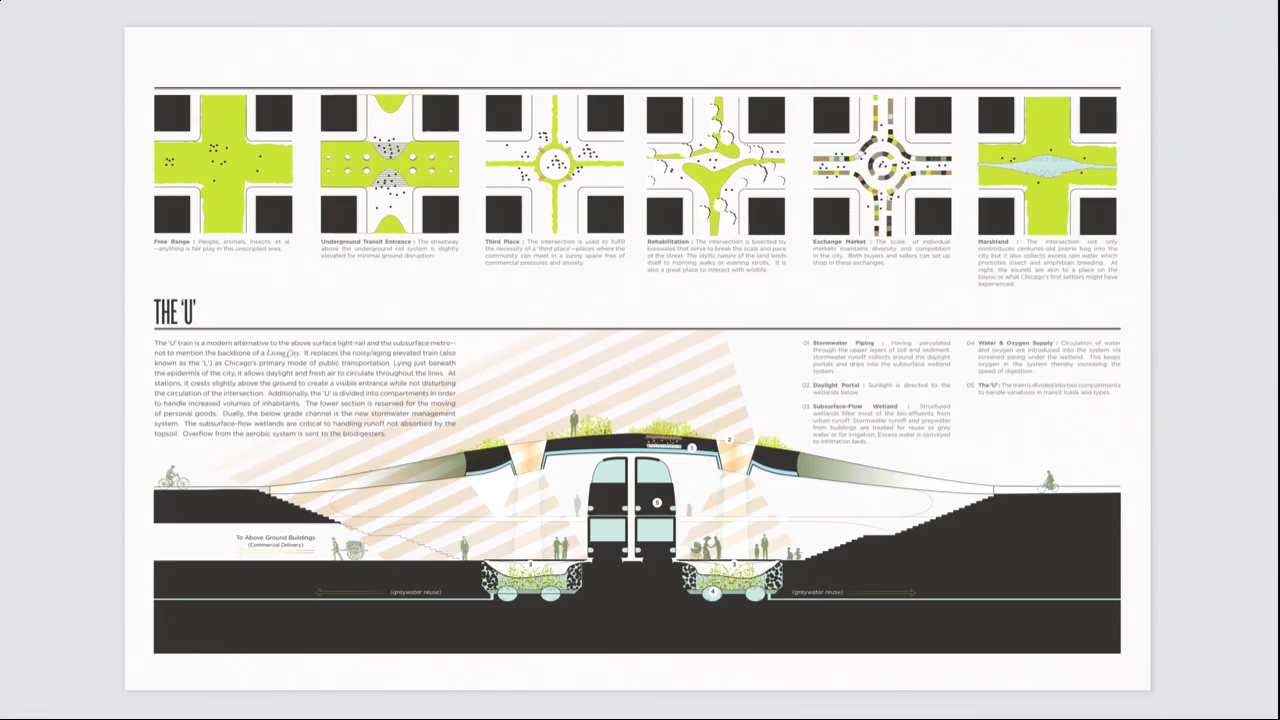 Free Range : People, animals, insects, et al
--anything is fair play in this unscripted area.
Underground Transit Entrance : The streetway
above the underground rail system is slightly
elevated for minimal ground disruption.
Third Place : The intersection is used to fulfill
the necessity of a 'third place'--places where the
community can meet in a sunny space free of
commercial pressures and anxiety.
Rehabilitation : The intersection is bisected by
bioswales that serve to break the scale and pace
of the street. The idyllic nature of the land lends
itself to morning walks or evening strolls. It is
also a great place to interact with wildlife.
Exchange Market : The scale of individual
markets maintains diversity and competition
in the city. Both buyers and sellers can set up
shop in these exchanges.
Marshland : The intersection not only
reintroduces centuries-old prairie bog into the
city but it also collects excess rain water which
promotes insect and amphibian breeding. At
night, the sounds are akin to a place on the
bayou or what Chicago's first settlers might have
experienced.
THE 'U'
The 'U' train is a modern alternative to the above surface light-rail and the subsurface metro--
not to mention the backbone of a Living City. It replaces the noisy/aging elevated train (also
known as the 'L') as Chicago's primary mode of public transportation. Lying just beneath
the epidermis of the city, it allows daylight and fresh air to circulate throughout the lines. At
stations, it crests slightly above the ground to create a visible entrance while not disturbing
the circulation of the intersection. Additionally, the 'U' is divided into compartments in order
to handle increased volumes of inhabitants. The lower section is reserved for the moving
of personal goods. Dually, the below grade channel is the new stormwater management
system. The subsurface-flow wetlands are critical to handling runoff not absorbed by the
topsoil. Overflow from the aerobic system is sent to the biodigesters.
01 Stormwater Piping : Having percolated
through the upper layers of soil and sediment,
stormwater runoff collects around the daylight
portals and drips into the subsurface wetland
system.
02 Daylight Portal : Sunlight is directed to the
wetlands below.
03 Subsurface-Flow Wetland : Structured
wetlands filter most of the bio-effluents from
urban runoff. Stormwater runoff and greywater
from buildings are treated for reuse as grey
water or for irrigation. Excess water is conveyed
to infiltration beds.
04 Water & Oxygen Supply : Circulation of water
and oxygen are introduced into the system via
screened piping under the wetland. This keeps
oxygen in the system thereby increasing the
speed of digestion.
05 The 'U': The train is divided into two compartments
to handle variations in transit loads and types.
2
1
5
To Above Ground Buildings
(Commercial Delivery)
3
3
(greywater reuse)
4
(greywater reuse)